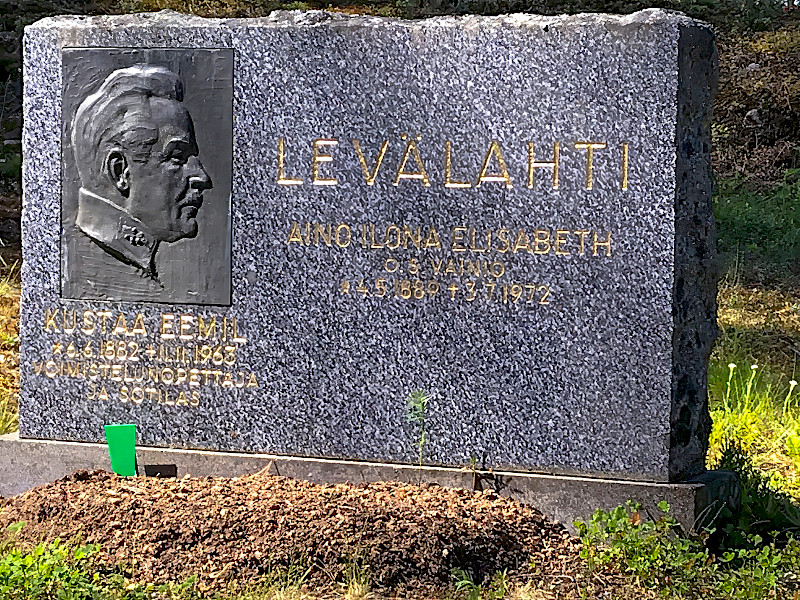 LEVÄLAHTI
AINO ILONA ELISABETH
O.S. VAINIO
* 4.5.1889 + 3.7.1972
KUSTAA EEMIL
* 6.6.1882 + 11.11.1963
VOIMISTELUNOPETTAJA
JA SOTILAS